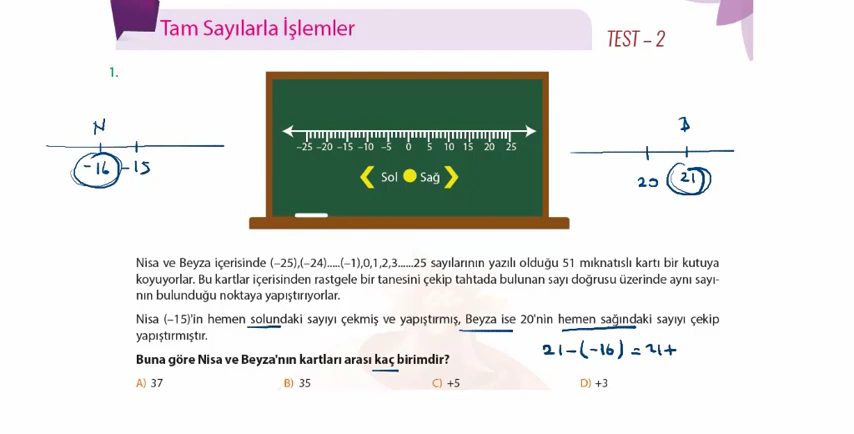 Tam Sayılarla İşlemler
TEST – 2
1.
N
-16 -15
–25 –20 –15 –10 –5 0 5 10 15 20 25
Sol Sağ
B
20 21
Nisa ve Beyza içerisinde (–25),(–24).....(–1),0,1,2,3......25 sayılarının yazılı olduğu 51 mıknatıslı kartı bir kutuya
koyuyorlar. Bu kartlar içerisinden rastgele bir tanesini çekip tahtada bulunan sayı doğrusu üzerinde aynı sayı-
nın bulunduğu noktaya yapıştırıyorlar.
Nisa (–15)'in hemen solundaki sayıyı çekmiş ve yapıştırmış, Beyza ise 20'nin hemen sağındaki sayıyı çekip
yapıştırmıştır.
21-(-16) = 21+
Buna göre Nisa ve Beyza'nın kartları arası kaç birimdir?
A) 37 B) 35 C) +5 D) +3